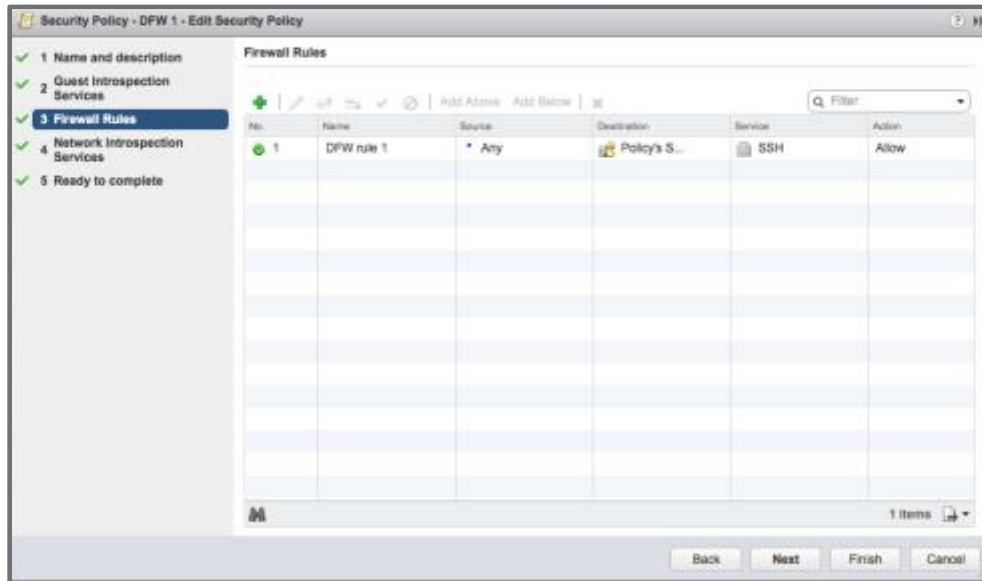 Security Policy - DFW 1 - Edit Security Policy
?
1 Name and description
2 Guest Introspection
Services
3 Firewall Rules
4 Network Introspection
Services
5 Ready to complete
Firewall Rules
Add Above Add Below
Filter
No. Name Source Destination Service Action
1 DFW rule 1 * Any Policy's S... SSH Allow
1 items
Back Next Finish Cancel